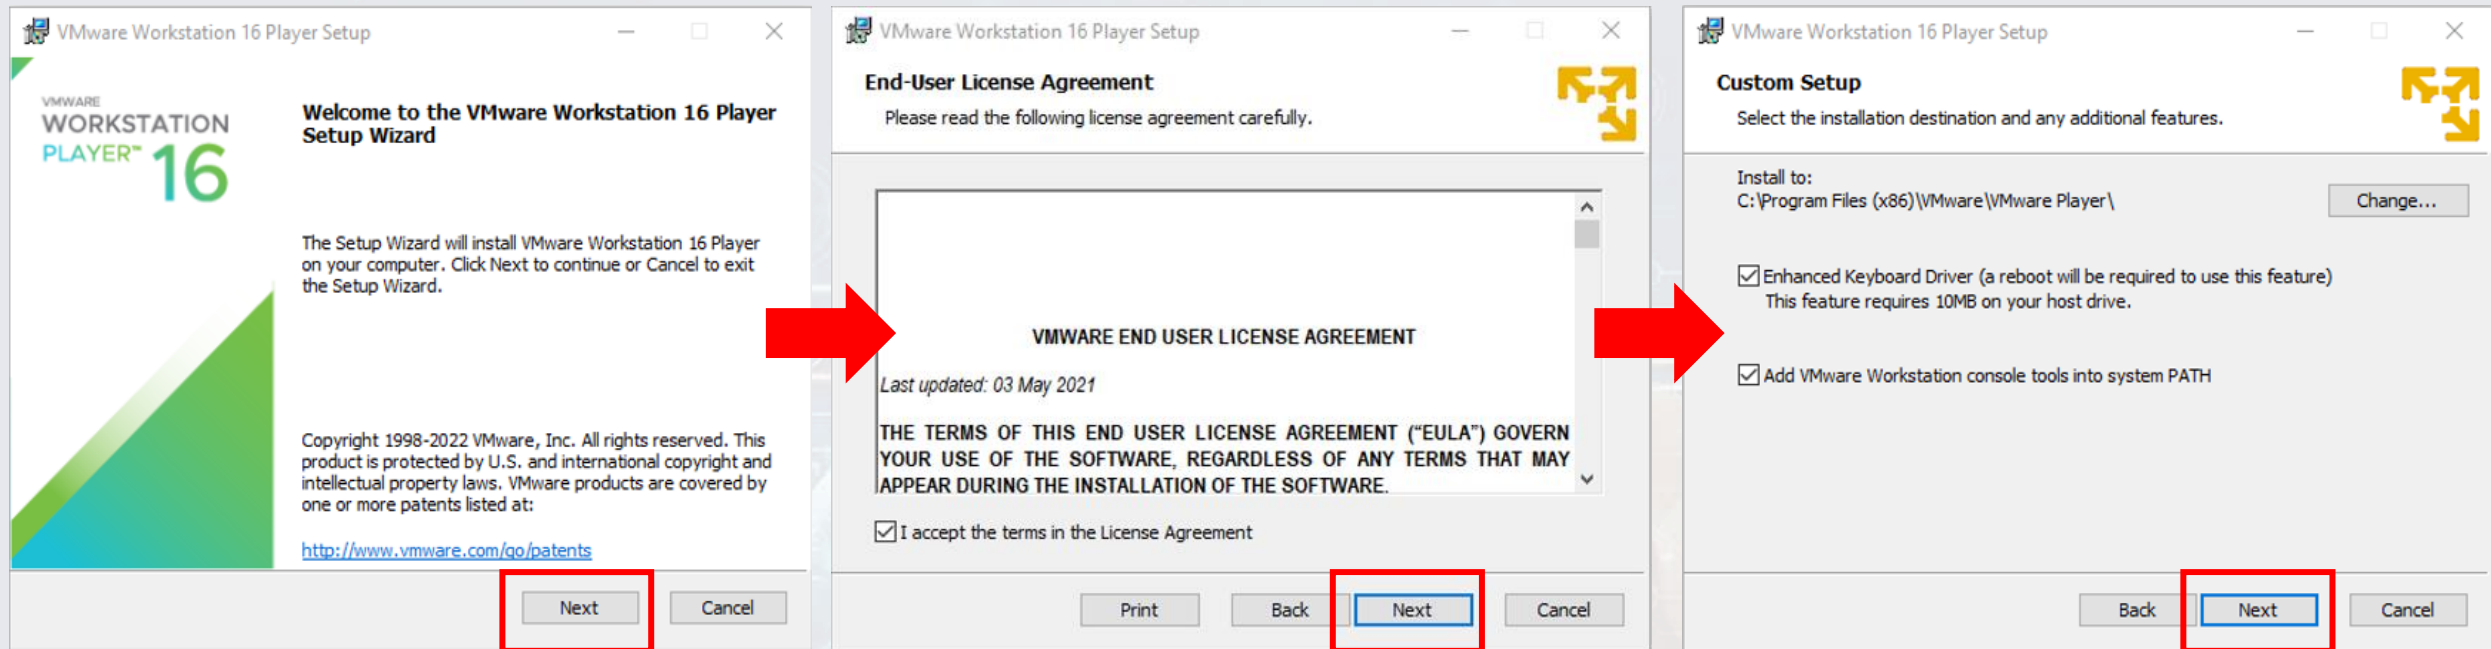 VMware Workstation 16 Player Setup
VMWARE
WORKSTATION
PLAYER™ 16
Welcome to the VMware Workstation 16 Player
Setup Wizard
The Setup Wizard will install VMware Workstation 16 Player
on your computer. Click Next to continue or Cancel to exit
the Setup Wizard.
Copyright 1998-2022 VMware, Inc. All rights reserved. This
product is protected by U.S. and international copyright and
intellectual property laws. VMware products are covered by
one or more patents listed at:
http://www.vmware.com/go/patents
Next
Cancel
VMware Workstation 16 Player Setup
End-User License Agreement
Please read the following license agreement carefully.
VMWARE END USER LICENSE AGREEMENT
Last updated: 03 May 2021
THE TERMS OF THIS END USER LICENSE AGREEMENT (“EULA”) GOVERN
YOUR USE OF THE SOFTWARE, REGARDLESS OF ANY TERMS THAT MAY
APPEAR DURING THE INSTALLATION OF THE SOFTWARE.
I accept the terms in the License Agreement
Print
Back
Next
Cancel
VMware Workstation 16 Player Setup
Custom Setup
Select the installation destination and any additional features.
Install to:
C:\Program Files (x86)\VMware\VMware Player\
Change...
Enhanced Keyboard Driver (a reboot will be required to use this feature)
This feature requires 10MB on your host drive.
Add VMware Workstation console tools into system PATH
Back
Next
Cancel